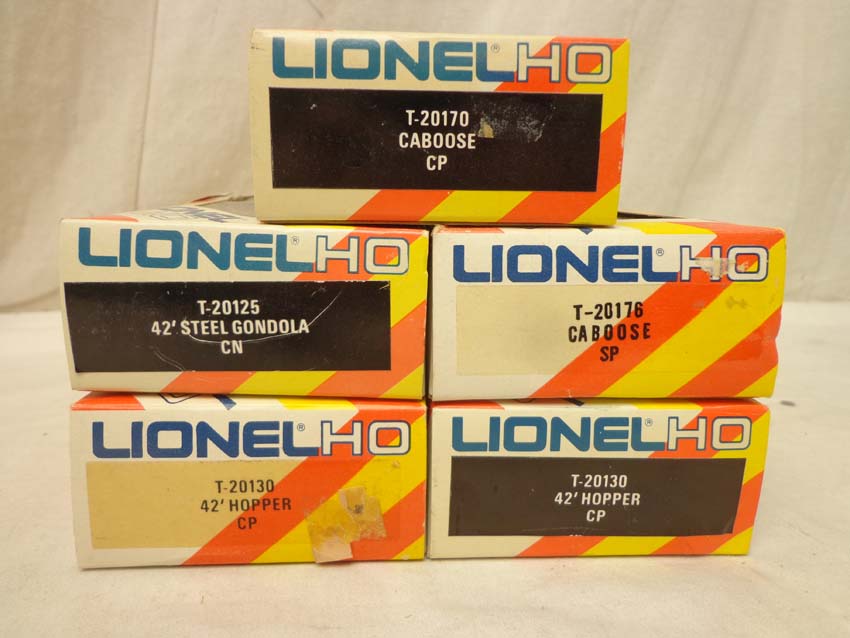 LIONEL® HO
T-20170
CABOOSE
CP
LIONEL
LIONEL® HO
T-20125
42' STEEL GONDOLA
CN
LIONEL® HO
T-20176
CABOOSE
SP
LIONEL® HO
T-20130
42' HOPPER
CP
LIONEL® HO
T-20130
42' HOPPER
CP